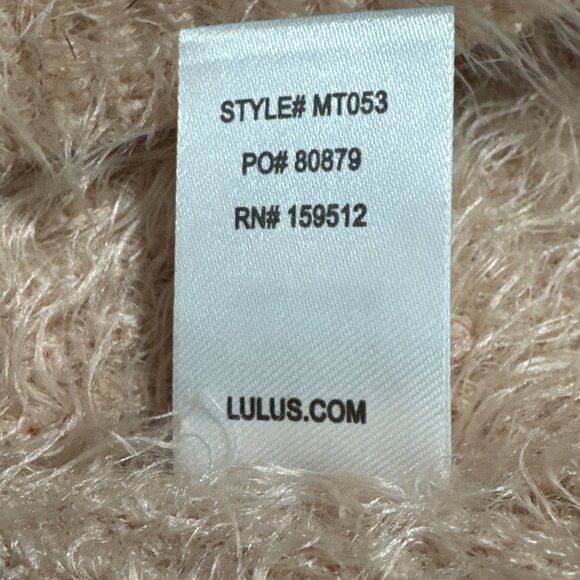 STYLE# MT053
PO# 80879
RN# 159512
LULUS.COM